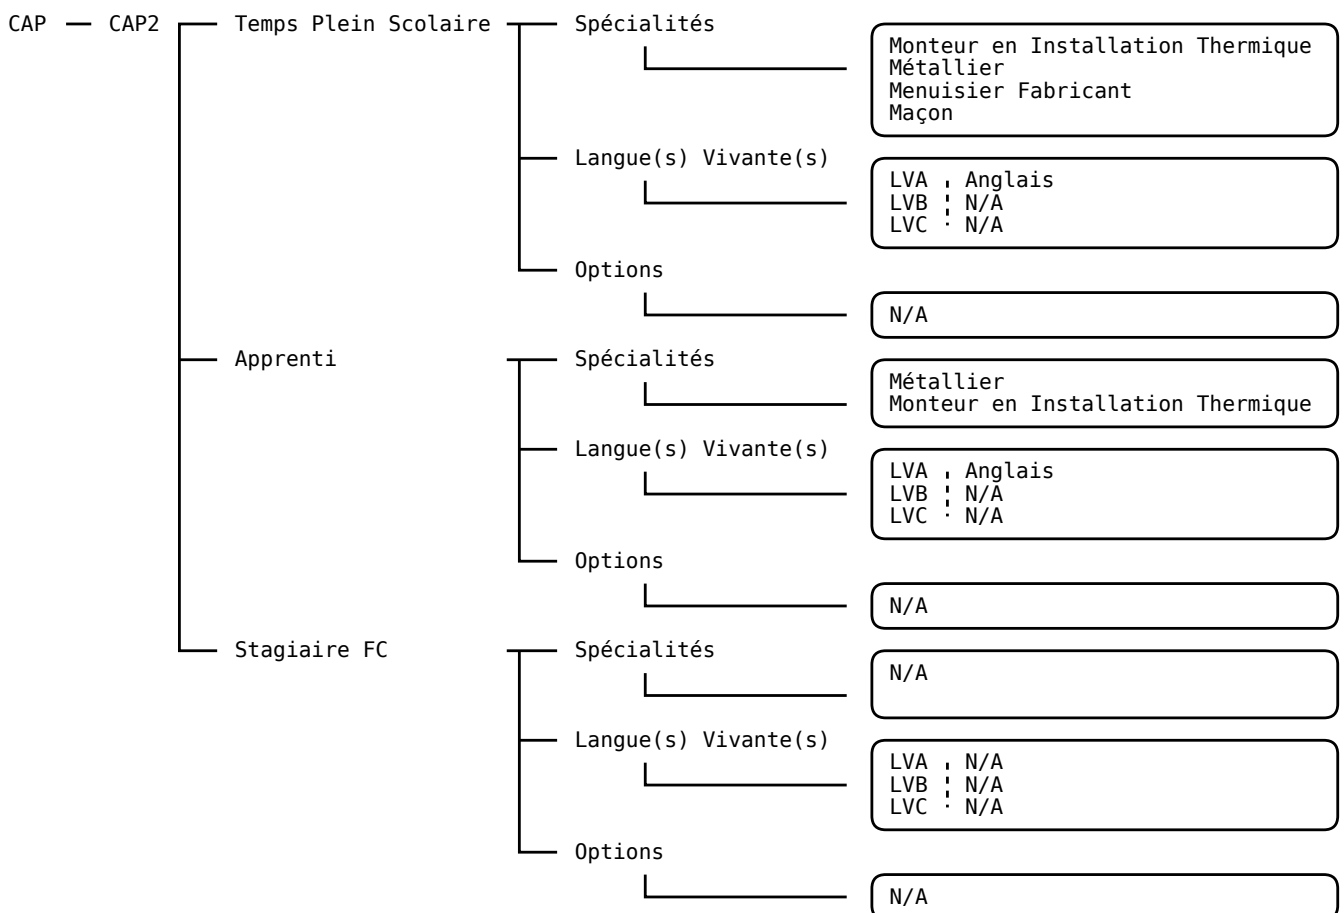 CAP CAP2 Temps Plein Scolaire Spécialités
Monteur en Installation Thermique
Métallier
Menuisier Fabricant
Maçon
Langue(s) Vivante(s)
LVA Anglais
LVB N/A
LVC N/A
Options
N/A
Apprenti Spécialités
Métallier
Monteur en Installation Thermique
Langue(s) Vivante(s)
LVA Anglais
LVB N/A
LVC N/A
Options
N/A
Stagiaire FC Spécialités
N/A
Langue(s) Vivante(s)
LVA N/A
LVB N/A
LVC N/A
Options
N/A